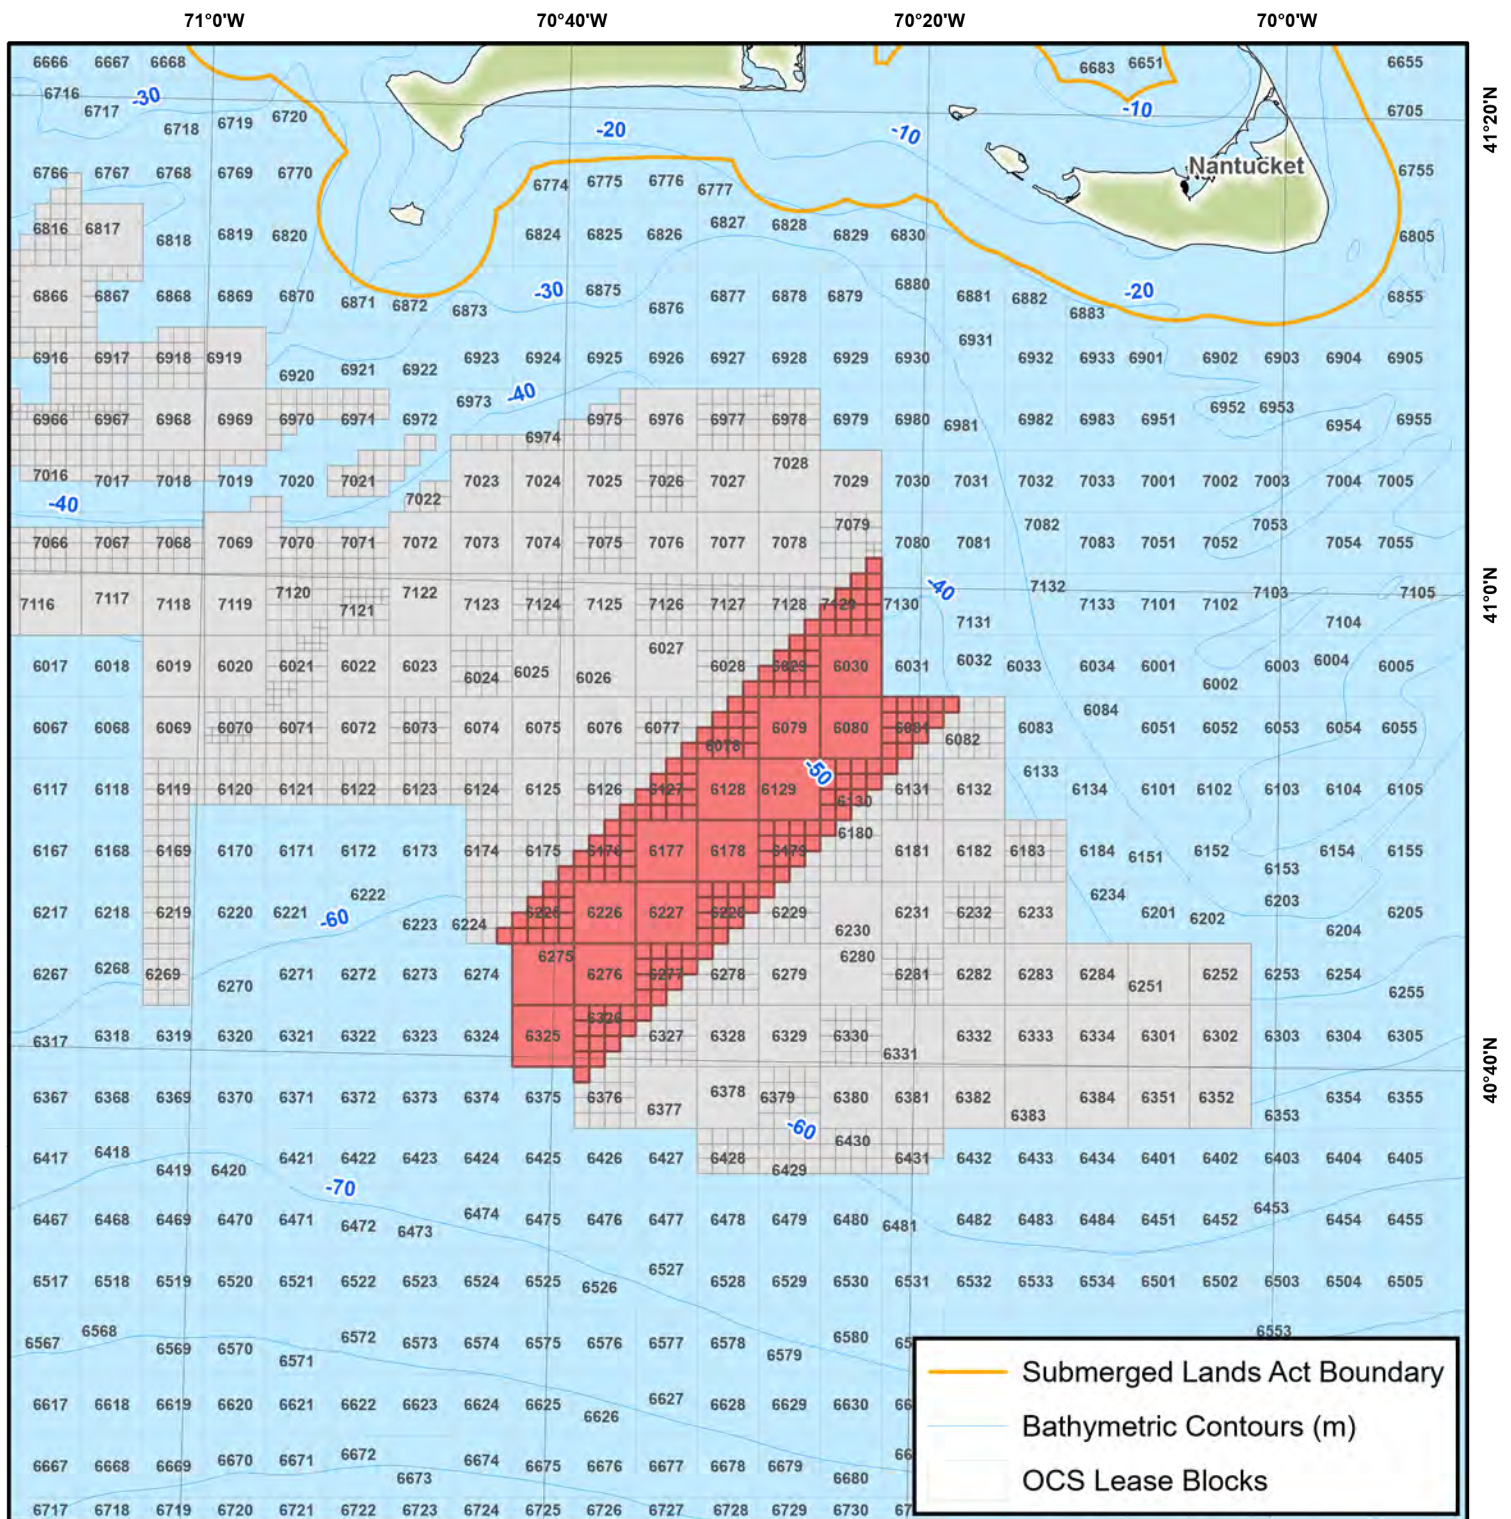 71°0'W 70°40'W 70°20'W 70°0'W
6666 6667 6668 6683 6651 6655
6716 -30 6717 6718 6719 6720 -20 -10 -10 6705 41°20'N
6766 6767 6768 6769 6770 6774 6775 6776 6777 Nantucket 6755
6816 6817 6818 6819 6820 6824 6825 6826 6827 6828 6829 6830 6805
6866 6867 6868 6869 6870 6871 6872 6873 -30 6875 6876 6877 6878 6879 6880 6881 6882 6883 -20 6855
6916 6917 6918 6919 6920 6921 6922 6923 6924 6925 6926 6927 6928 6929 6930 6931 6932 6933 6901 6902 6903 6904 6905
6966 6967 6968 6969 6970 6971 6972 6973 -40 6974 6975 6976 6977 6978 6979 6980 6981 6982 6983 6951 6952 6953 6954 6955
7016 7017 7018 7019 7020 7021 7022 7023 7024 7025 7026 7027 7028 7029 7030 7031 7032 7033 7001 7002 7003 7004 7005
-40
7066 7067 7068 7069 7070 7071 7072 7073 7074 7075 7076 7077 7078 7079 7080 7081 7082 7083 7051 7052 7053 7054 7055
7116 7117 7118 7119 7120 7121 7122 7123 7124 7125 7126 7127 7128 7129 7130 -40 7131 7132 7133 7101 7102 7103 7104 7105 41°0'N
6017 6018 6019 6020 6021 6022 6023 6024 6025 6026 6027 6028 6029 6030 6031 6032 6033 6034 6001 6002 6003 6004 6005
6067 6068 6069 6070 6071 6072 6073 6074 6075 6076 6077 6078 6079 6080 6081 6082 6083 6084 6051 6052 6053 6054 6055
-50
6117 6118 6119 6120 6121 6122 6123 6124 6125 6126 6127 6128 6129 6130 6131 6132 6133 6134 6101 6102 6103 6104 6105
6167 6168 6169 6170 6171 6172 6173 6174 6175 6176 6177 6178 6179 6180 6181 6182 6183 6184 6151 6152 6153 6154 6155
6217 6218 6219 6220 6221 -60 6222 6223 6224 6225 6226 6227 6228 6229 6230 6231 6232 6233 6234 6201 6202 6203 6204 6205
6267 6268 6269 6270 6271 6272 6273 6274 6275 6276 6277 6278 6279 6280 6281 6282 6283 6284 6251 6252 6253 6254 6255
6317 6318 6319 6320 6321 6322 6323 6324 6325 6326 6327 6328 6329 6330 6331 6332 6333 6334 6301 6302 6303 6304 6305 40°40'N
6367 6368 6369 6370 6371 6372 6373 6374 6375 6376 6377 6378 6379 6380 6381 6382 6383 6384 6351 6352 6353 6354 6355
-60
6417 6418 6419 6420 6421 6422 6423 6424 6425 6426 6427 6428 6429 6430 6431 6432 6433 6434 6401 6402 6403 6404 6405
-70
6467 6468 6469 6470 6471 6472 6473 6474 6475 6476 6477 6478 6479 6480 6481 6482 6483 6484 6451 6452 6453 6454 6455
6517 6518 6519 6520 6521 6522 6523 6524 6525 6526 6527 6528 6529 6530 6531 6532 6533 6534 6501 6502 6503 6504 6505
6567 6568 6569 6570 6571 6572 6573 6574 6575 6576 6577 6578 6579 6580 6553
6617 6618 6619 6620 6621 6622 6623 6624 6625 6626 6627 6628 6629 6630
6667 6668 6669 6670 6671 6672 6673 6674 6675 6676 6677 6678 6679 6680
6717 6718 6719 6720 6721 6722 6723 6724 6725 6726 6727 6728 6729 6730
Submerged Lands Act Boundary
Bathymetric Contours (m)
OCS Lease Blocks